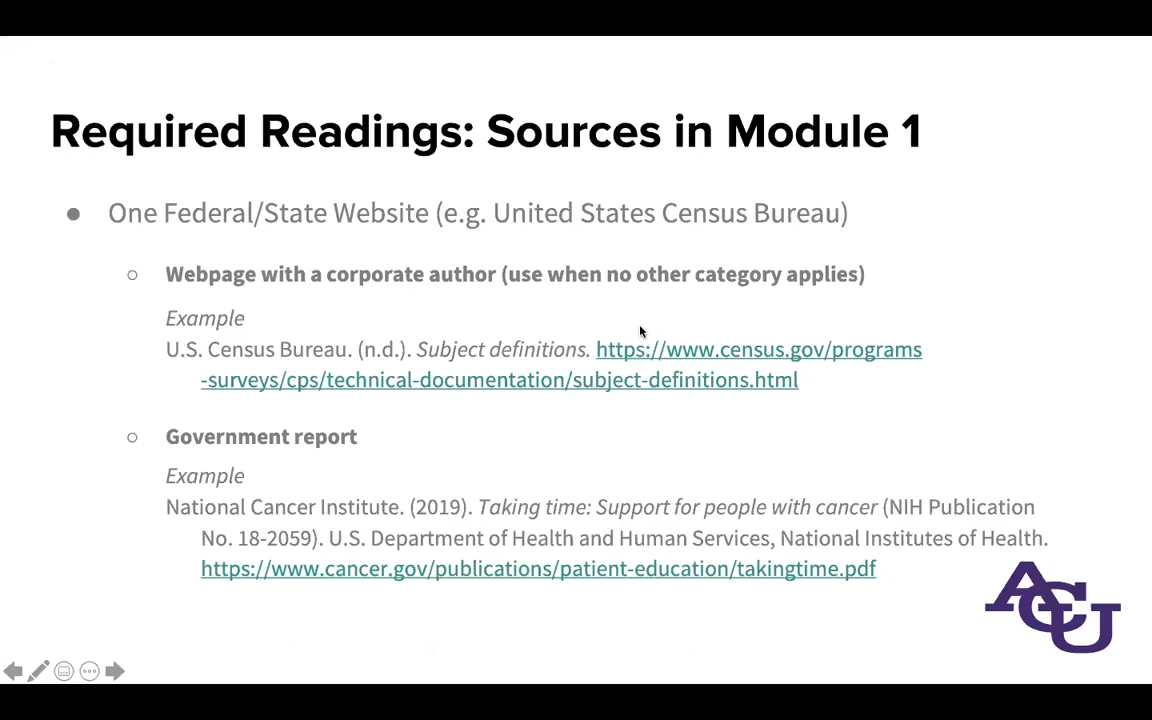 Required Readings: Sources in Module 1
● One Federal/State Website (e.g. United States Census Bureau)
○ Webpage with a corporate author (use when no other category applies)
Example
U.S. Census Bureau. (n.d.). Subject definitions. https://www.census.gov/programs
-surveys/cps/technical-documentation/subject-definitions.html
○ Government report
Example
National Cancer Institute. (2019). Taking time: Support for people with cancer (NIH Publication
No. 18-2059). U.S. Department of Health and Human Services, National Institutes of Health.
https://www.cancer.gov/publications/patient-education/takingtime.pdf
ACU